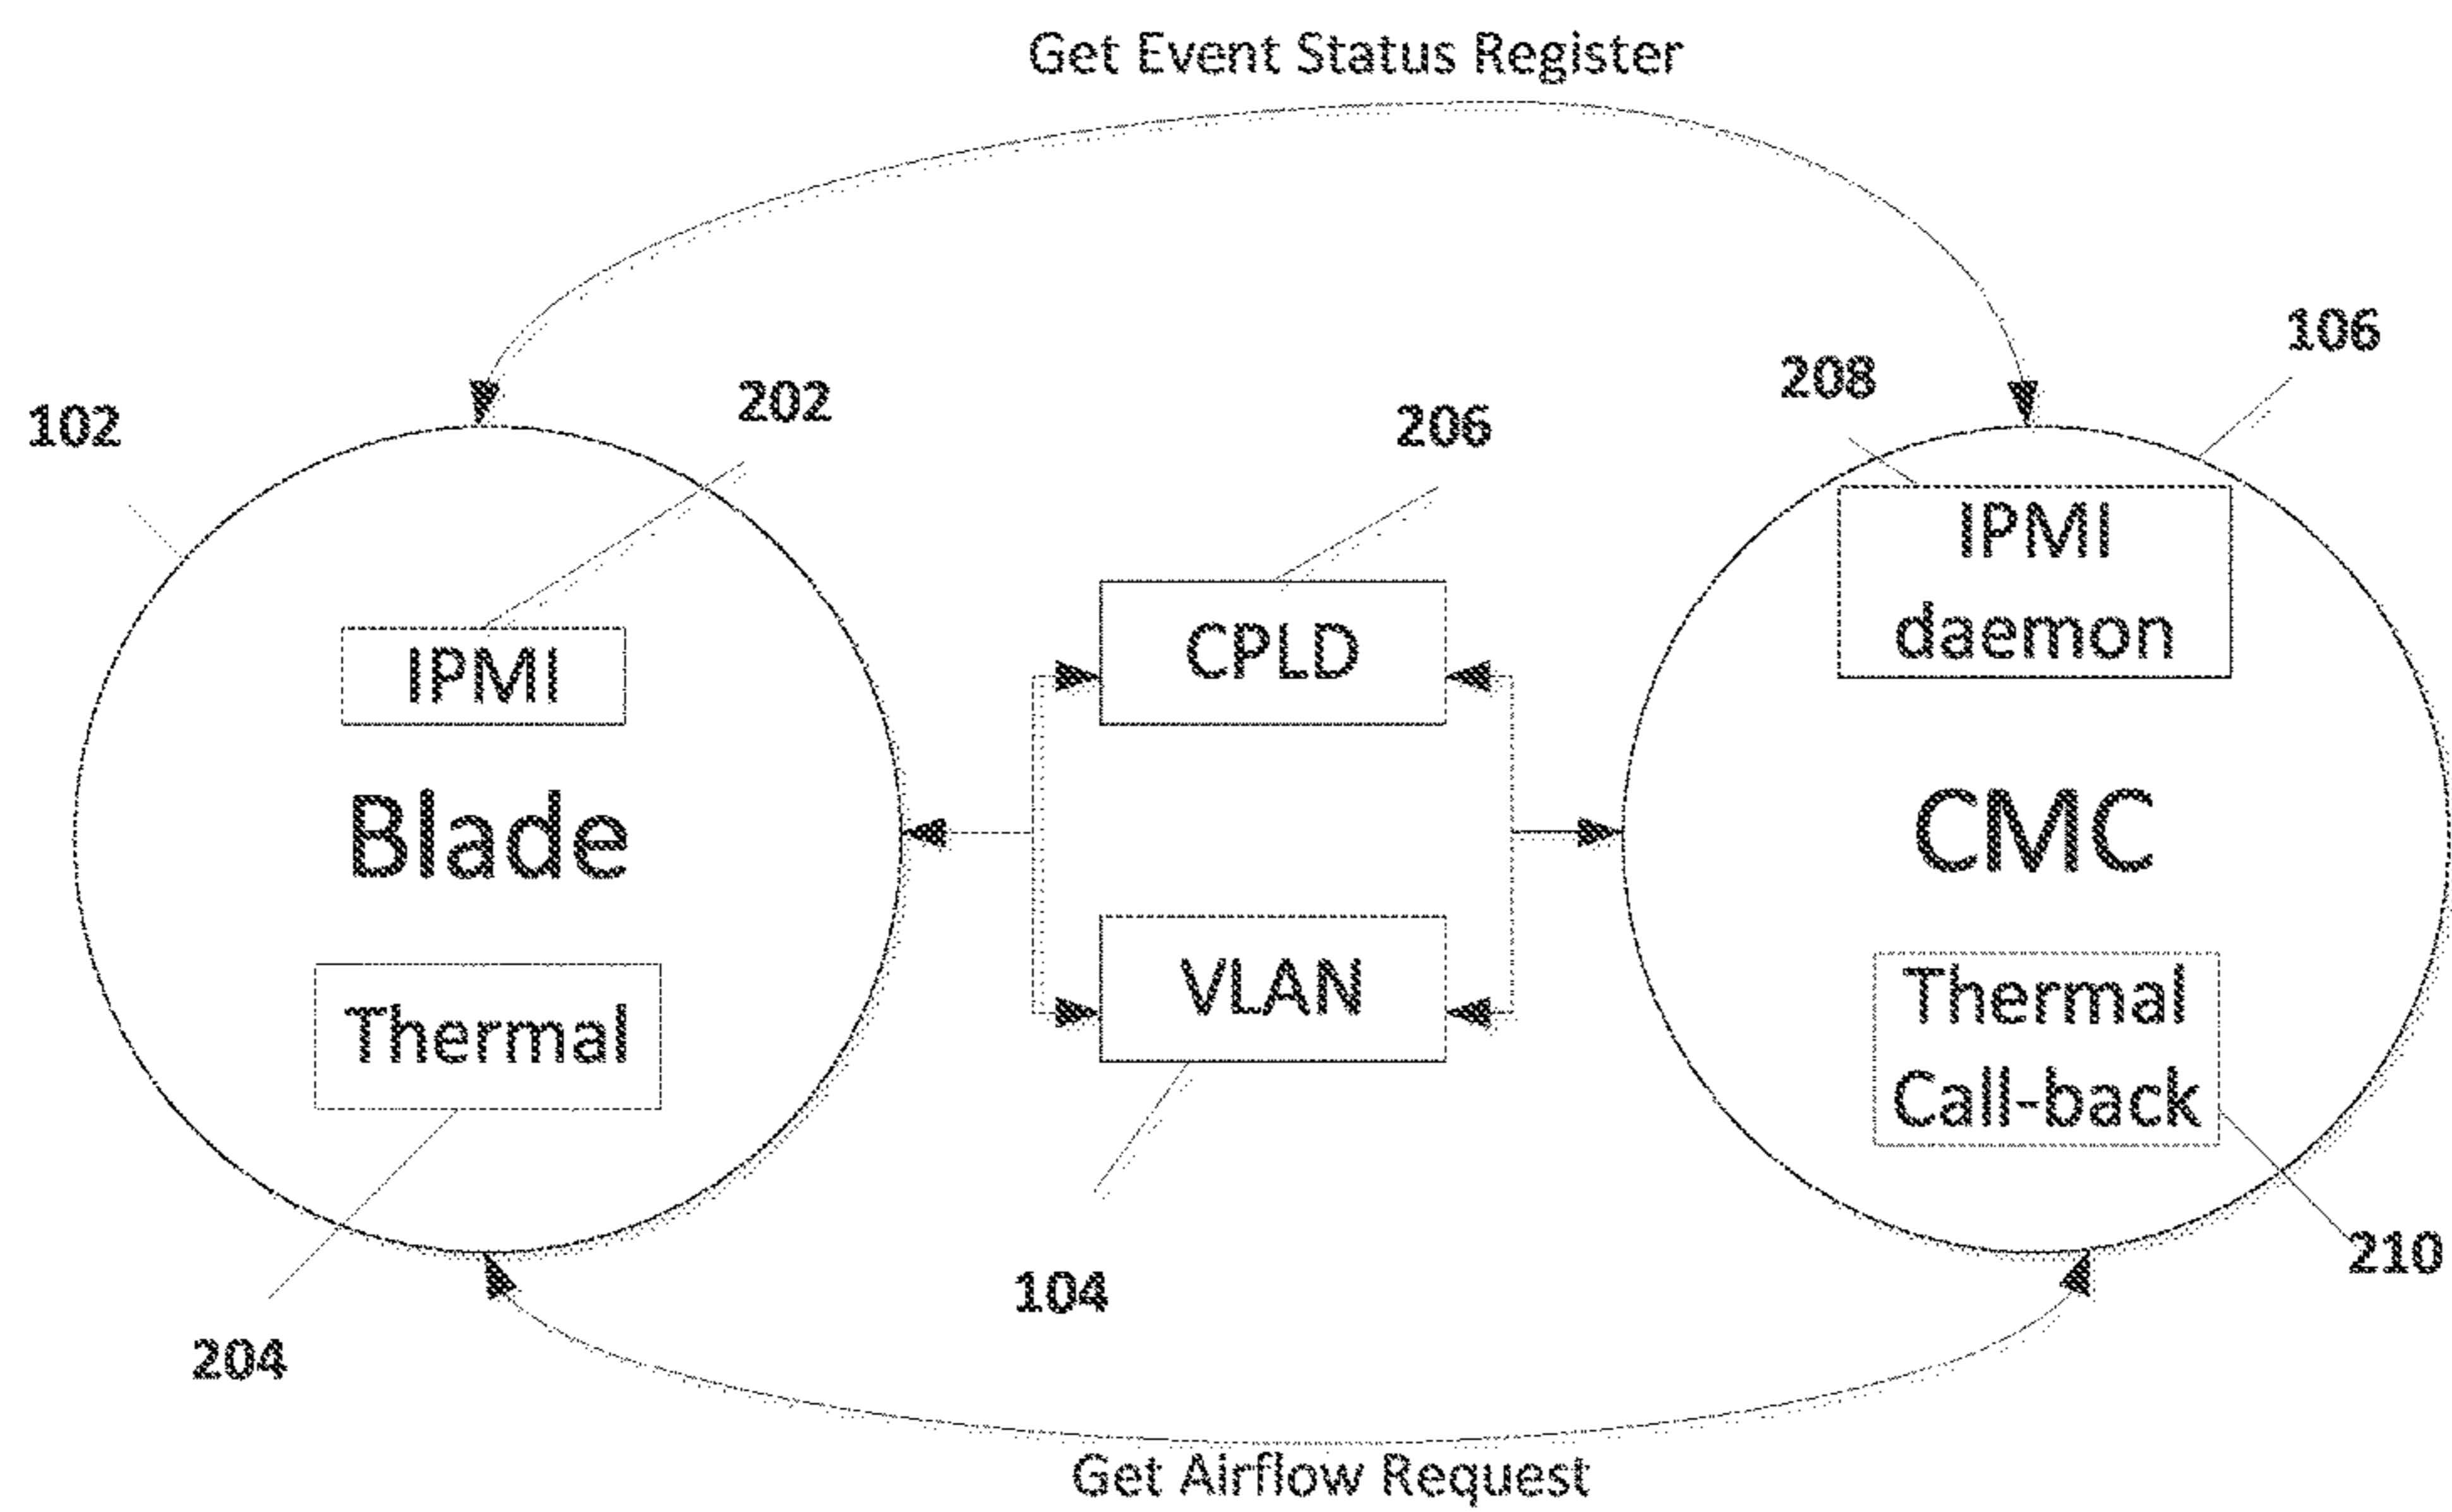 Get Event Status Register
106
208
102
202
206
IPMI
daemon
CPLD
IPMI
Blade
CMC
VLAN
Thermal
Thermal
Call-back
210
104
204
Get Airflow Request